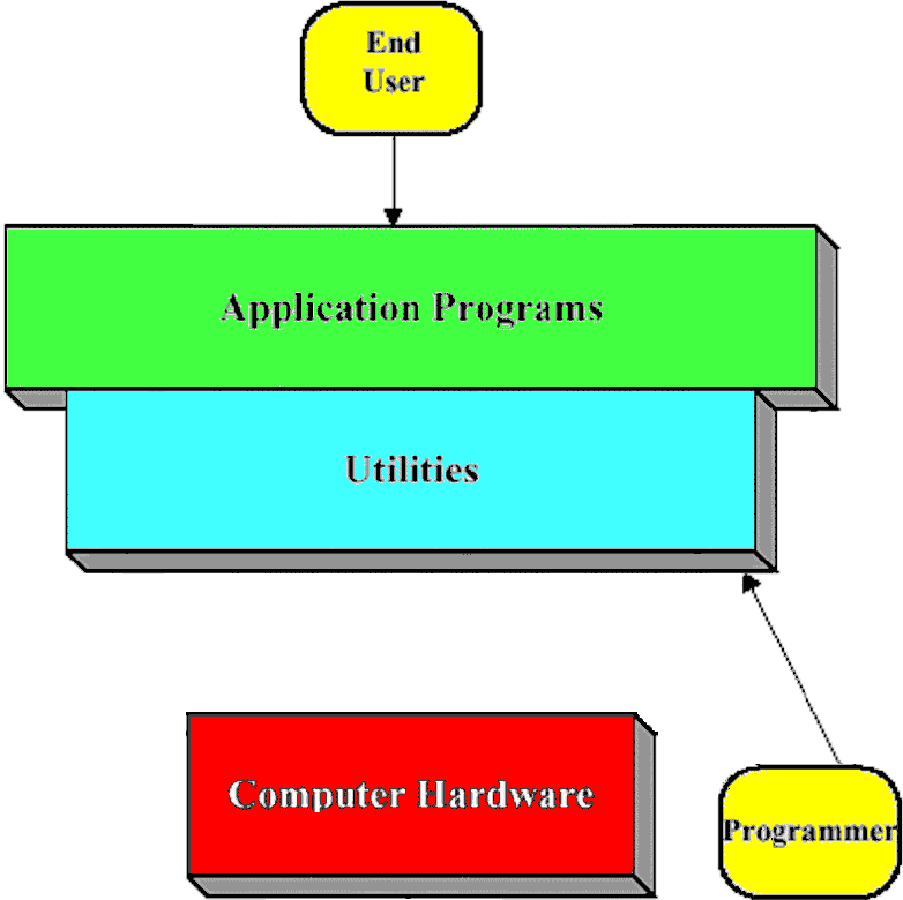 End
User
Application Programs
Utilities
Computer Hardware
Programmer